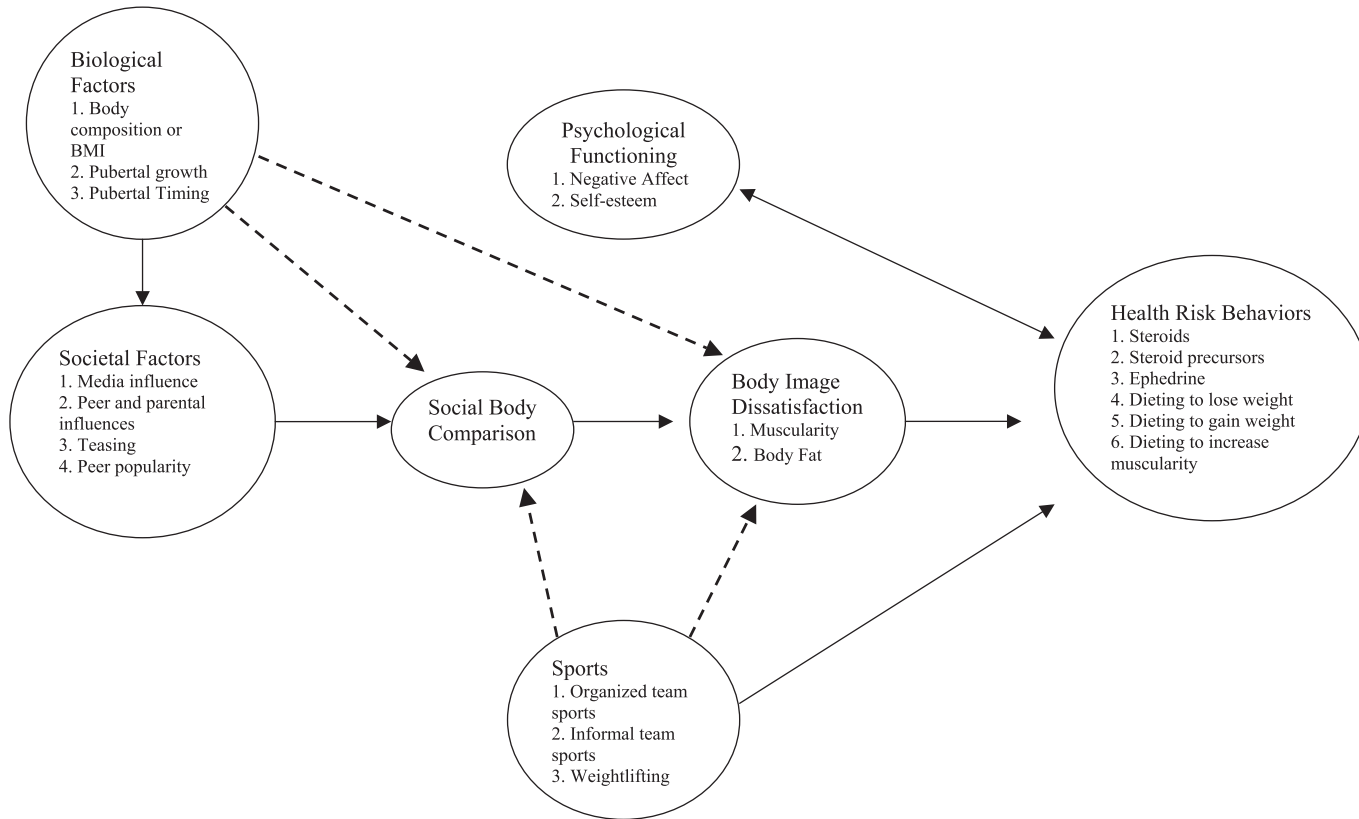 Biological
Factors
1. Body
composition or
BMI
2. Pubertal growth
3. Pubertal Timing
Psychological
Functioning
1. Negative Affect
2. Self-esteem
Societal Factors
1. Media influence
2. Peer and parental
influences
3. Teasing
4. Peer popularity
Social Body
Comparison
Body Image
Dissatisfaction
1. Muscularity
2. Body Fat
Health Risk Behaviors
1. Steroids
2. Steroid precursors
3. Ephedrine
4. Dieting to lose weight
5. Dieting to gain weight
6. Dieting to increase
muscularity
Sports
1. Organized team
sports
2. Informal team
sports
3. Weightlifting